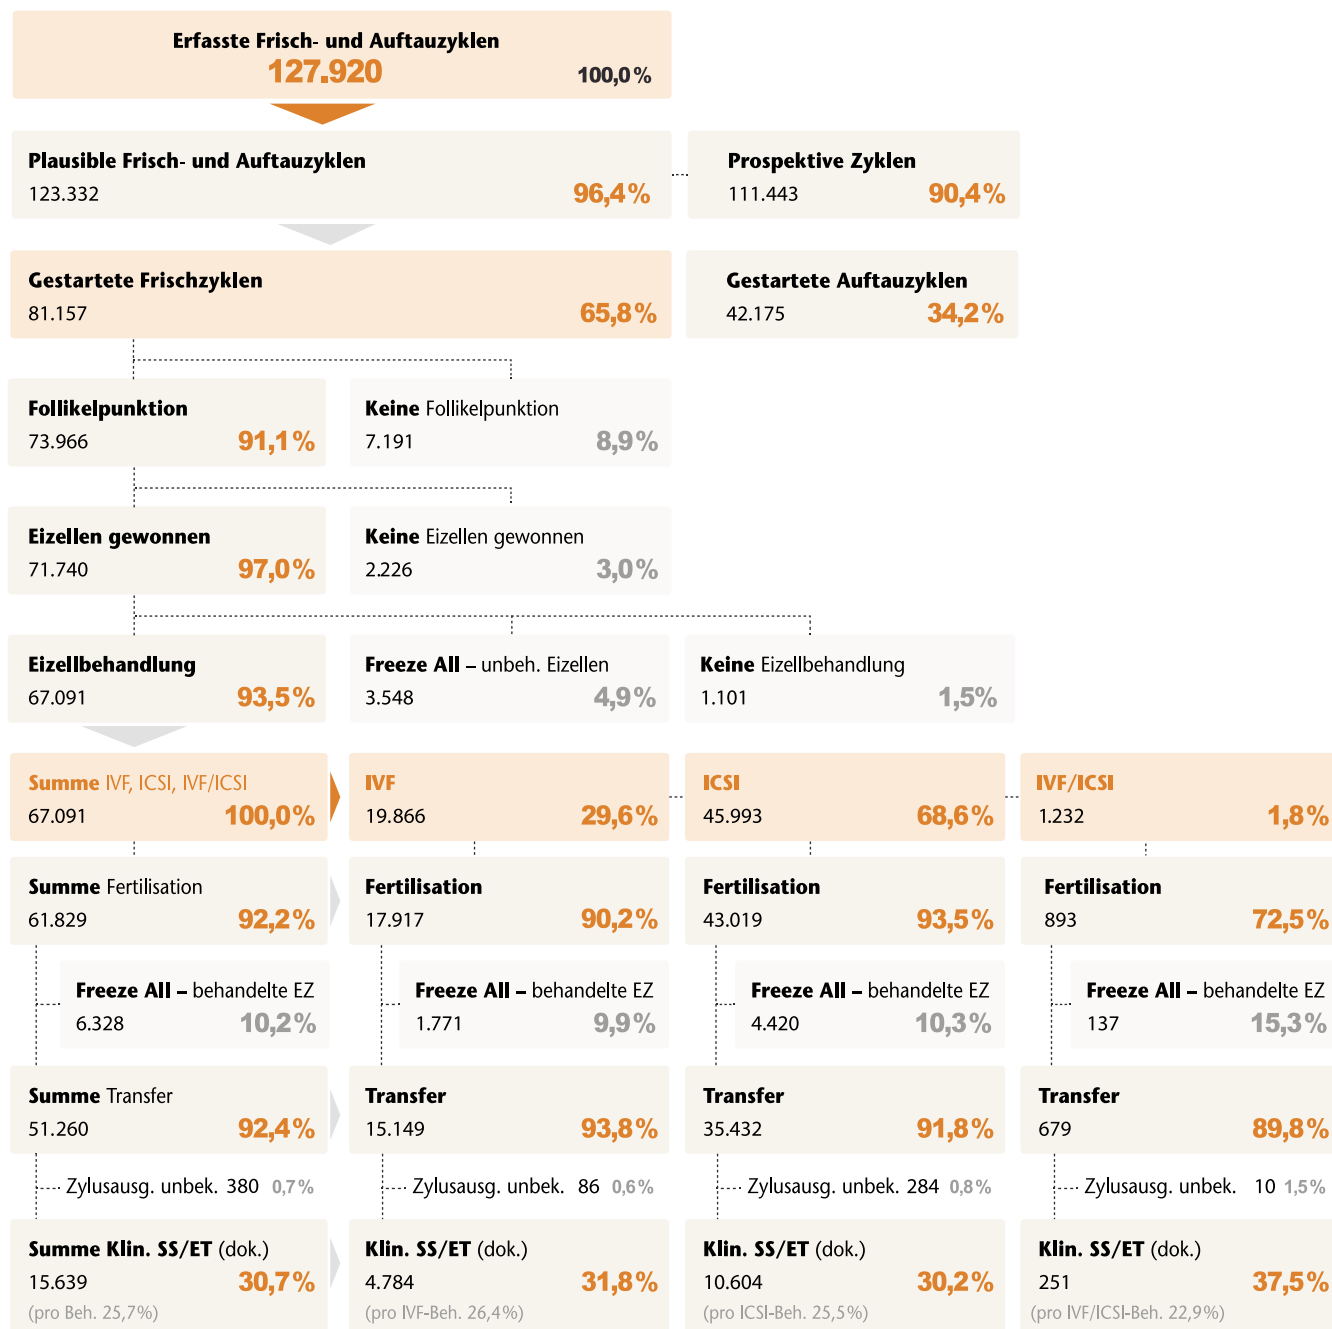 Erfasste Frisch- und Auftauzyklen
127.920 100,0%
Plausible Frisch- und Auftauzyklen
123.332 96,4%
Prospektive Zyklen
111.443 90,4%
Gestartete Frischzyklen
81.157 65,8%
Gestartete Auftauzyklen
42.175 34,2%
Follikelpunktion
73.966 91,1%
Keine Follikelpunktion
7.191 8,9%
Eizellen gewonnen
71.740 97,0%
Keine Eizellen gewonnen
2.226 3,0%
Eizellbehandlung
67.091 93,5%
Freeze All – unbeh. Eizellen
3.548 4,9%
Keine Eizellbehandlung
1.101 1,5%
Summe IVF, ICSI, IVF/ICSI
67.091 100,0%
IVF
19.866 29,6%
ICSI
45.993 68,6%
IVF/ICSI
1.232 1,8%
Summe Fertilisation
61.829 92,2%
Fertilisation
17.917 90,2%
Fertilisation
43.019 93,5%
Fertilisation
893 72,5%
Freeze All – behandelte EZ
6.328 10,2%
Freeze All – behandelte EZ
1.771 9,9%
Freeze All – behandelte EZ
4.420 10,3%
Freeze All – behandelte EZ
137 15,3%
Summe Transfer
51.260 92,4%
Transfer
15.149 93,8%
Transfer
35.432 91,8%
Transfer
679 89,8%
Zylusausg. unbek. 380 0,7%
Zylusausg. unbek. 86 0,6%
Zylusausg. unbek. 284 0,8%
Zylusausg. unbek. 10 1,5%
Summe Klin. SS/ET (dok.)
15.639 30,7%
(pro Beh. 25,7%)
Klin. SS/ET (dok.)
4.784 31,8%
(pro IVF-Beh. 26,4%)
Klin. SS/ET (dok.)
10.604 30,2%
(pro ICSI-Beh. 25,5%)
Klin. SS/ET (dok.)
251 37,5%
(pro IVF/ICSI-Beh. 22,9%)